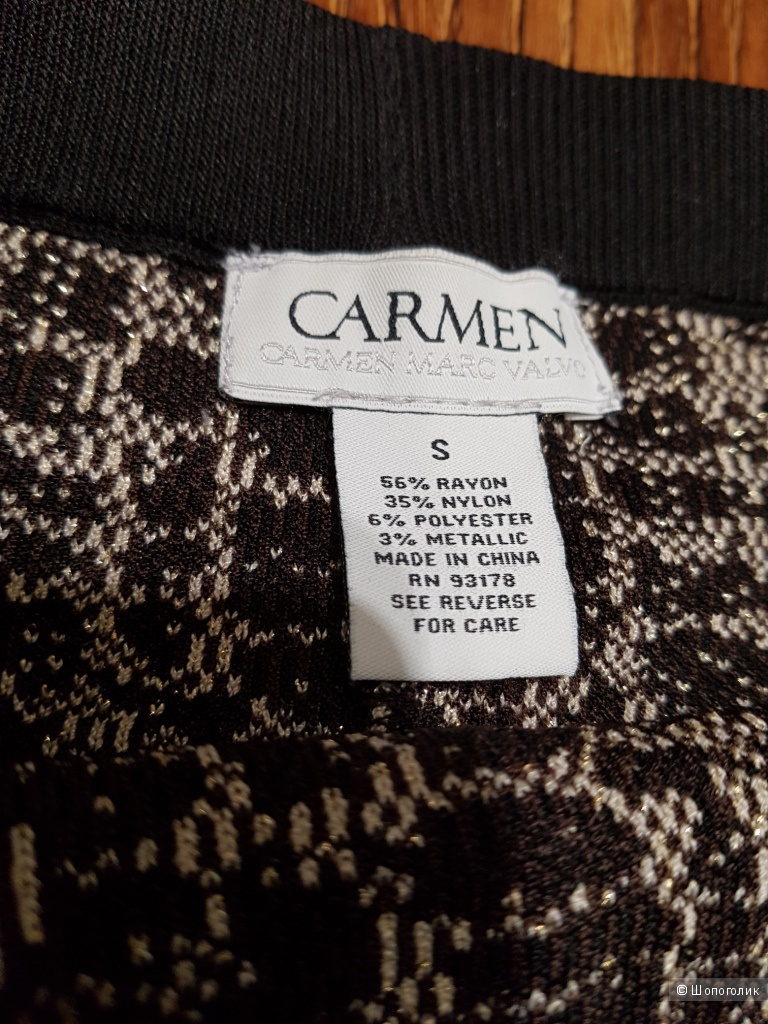 CARMEN
CARMEN MARC VALVO
S
56% RAYON
35% NYLON
6% POLYESTER
3% METALLIC
MADE IN CHINA
RN 93178
SEE REVERSE
FOR CARE
© Шопоголик